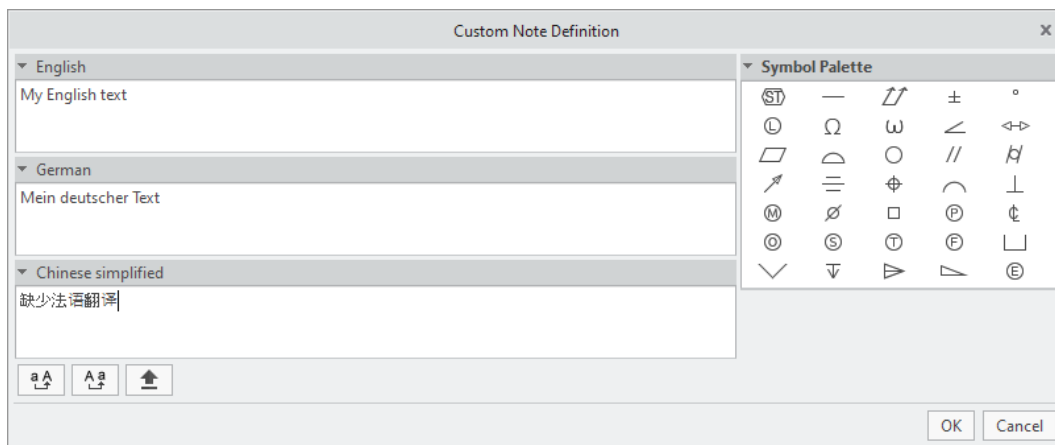 Custom Note Definition
English
My English text
German
Mein deutscher Text
Chinese simplified
缺少法语翻译
a A
A a
Symbol Palette
ST — ± °
L Ω ω ∠
⏥ ⌓ ○ // ⌭
↗ ⌯ ⌖ ⌒ ⊥
Ⓜ ⌀ □ Ⓟ ℄
◎ Ⓢ Ⓣ Ⓕ ⌴
⌵ ↧ ⌲ ⌳ Ⓔ
OK Cancel